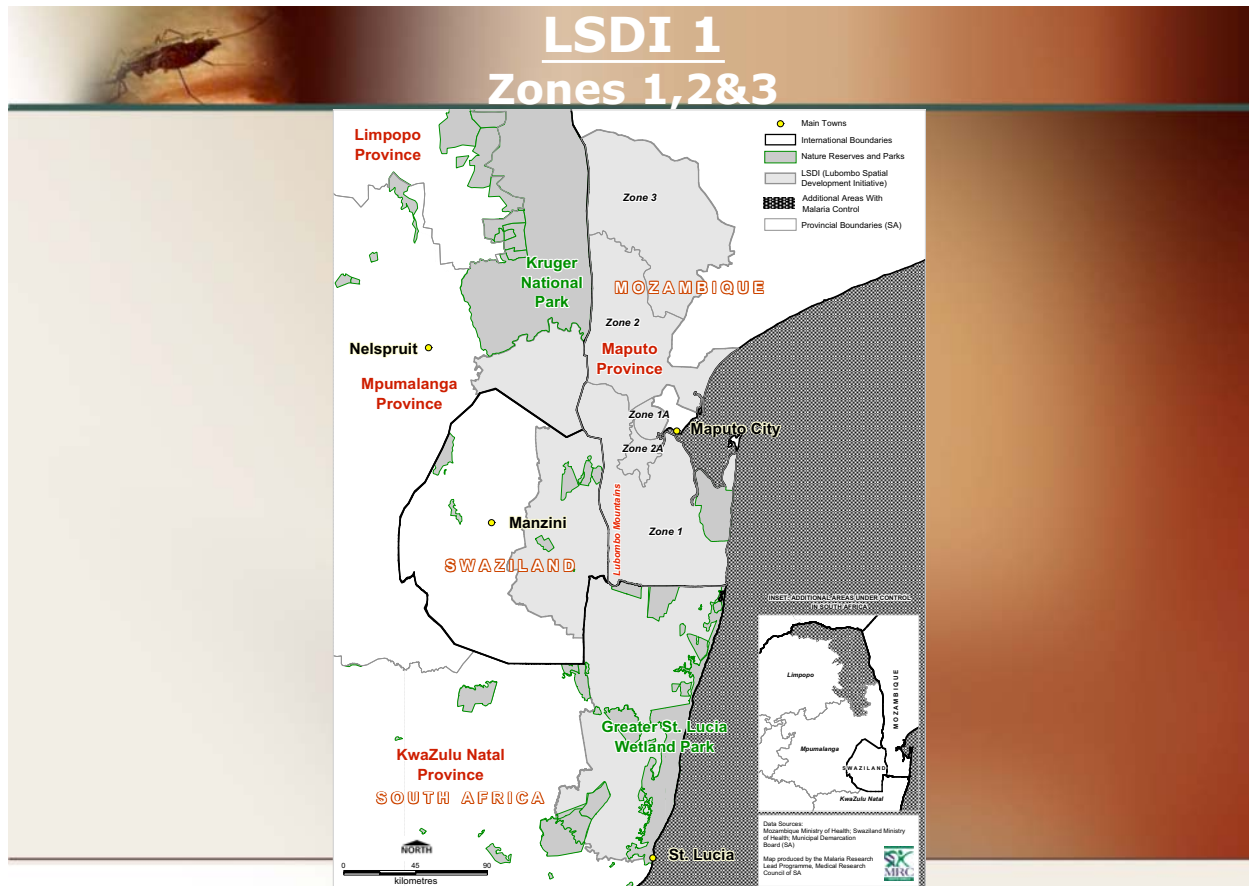 LSDI 1
Zones 1,2&3
Limpopo
Province
Main Towns
International Boundaries
Nature Reserves and Parks
LSDI (Lubombo Spatial
Development Initiative)
Additional Areas With
Malaria Control
Provincial Boundaries (SA)
Zone 3
Kruger
National
Park
MOZAMBIQUE
Zone 2
Nelspruit
Maputo
Province
Mpumalanga
Province
Zone 1A
Maputo City
Zone 2A
Lubombo Mountains
Manzini
Zone 1
SWAZILAND
INSET: ADDITIONAL AREAS UNDER CONTROL
IN SOUTH AFRICA
Limpopo
MOZAMBIQUE
Mpumalanga
SWAZILAND
KwaZulu Natal
Greater St. Lucia
Wetland Park
KwaZulu Natal
Province
SOUTH AFRICA
Data Sources:
Mozambique Ministry of Health; Swaziland Ministry
of Health; Municipal Demarcation
Board (SA)
Map produced by the Malaria Research
Lead Programme, Medical Research
Council of SA
MRC
NORTH
St. Lucia
0 45 90
kilometres